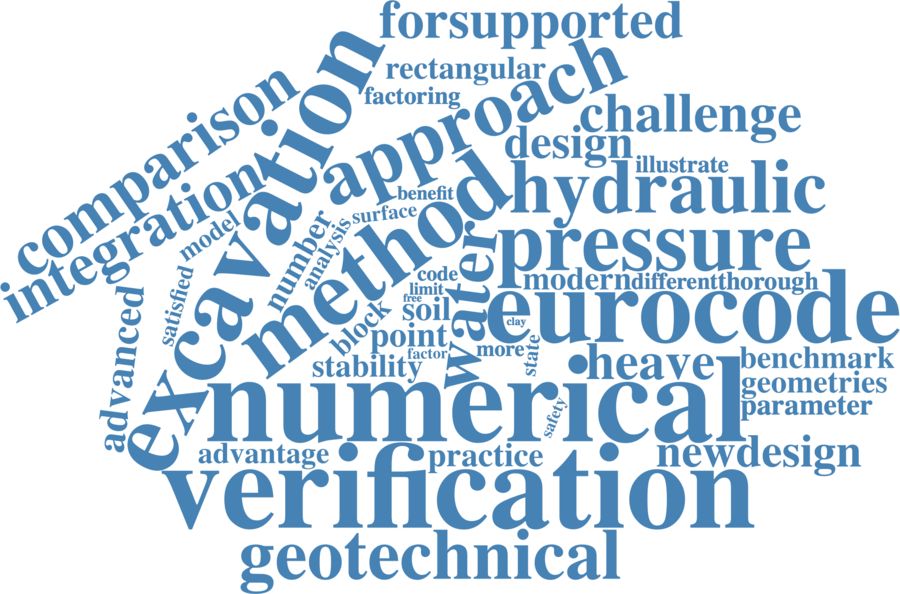 forsupported
rectangular
factoring
comparison
excavation
approach
challenge
design
illustrate
integration
hydraulic
benefit
method
model
number
analysis
surface
pressure
water
code
modern
different
thorough
limit
free
satisfied
soil
eurocode
clay
advanced
block
point
factor
more
state
stability
heave
benchmark
numerical
geometries
parameter
safety
advantage
practice
newdesign
verification
geotechnical